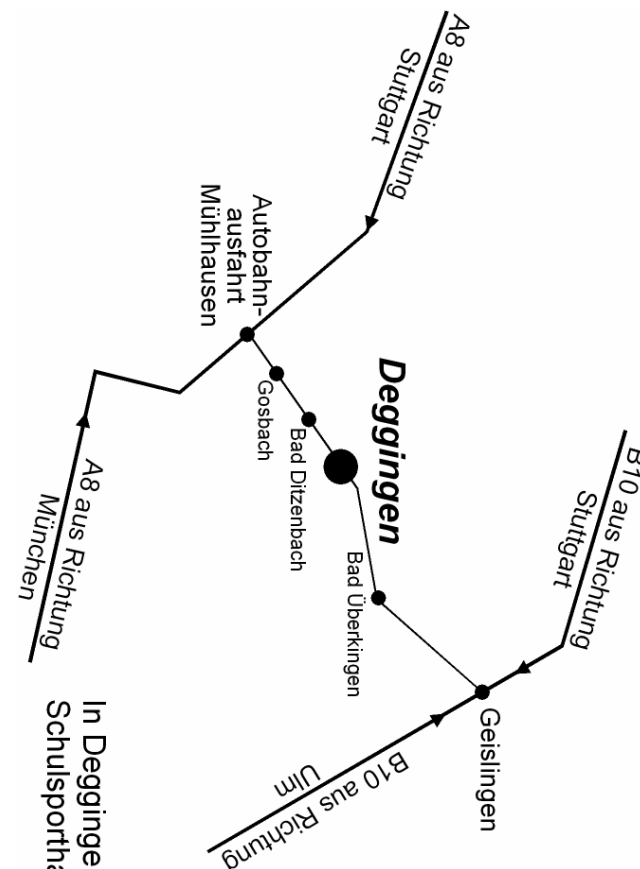 A8 aus Richtung
Stuttgart
B10 aus Richtung
Stuttgart
Deggingen
Autobahn-
ausfahrt
Mühlhausen
Gosbach
Bad Ditzenbach
Bad Überkingen
Geislingen
A8 aus Richtung
München
B10 aus Richtung
Ulm
In Degginge
Schulsportha